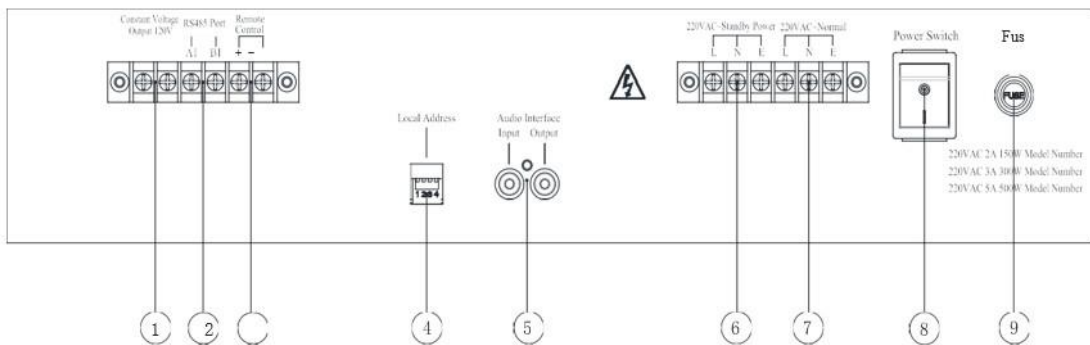 Constant Voltage
Output 120V
RS485 Port
A1 B1
Remote
Control
+ −
220VAC~Standby Power
L N E
220VAC~Normal
L N E
Power Switch
Fus
Local Address
Audio Interface
Input Output
FUSE
220VAC 2A 150W Model Number
220VAC 3A 300W Model Number
220VAC 5A 500W Model Number
1 2 4 5 6 7 8 9